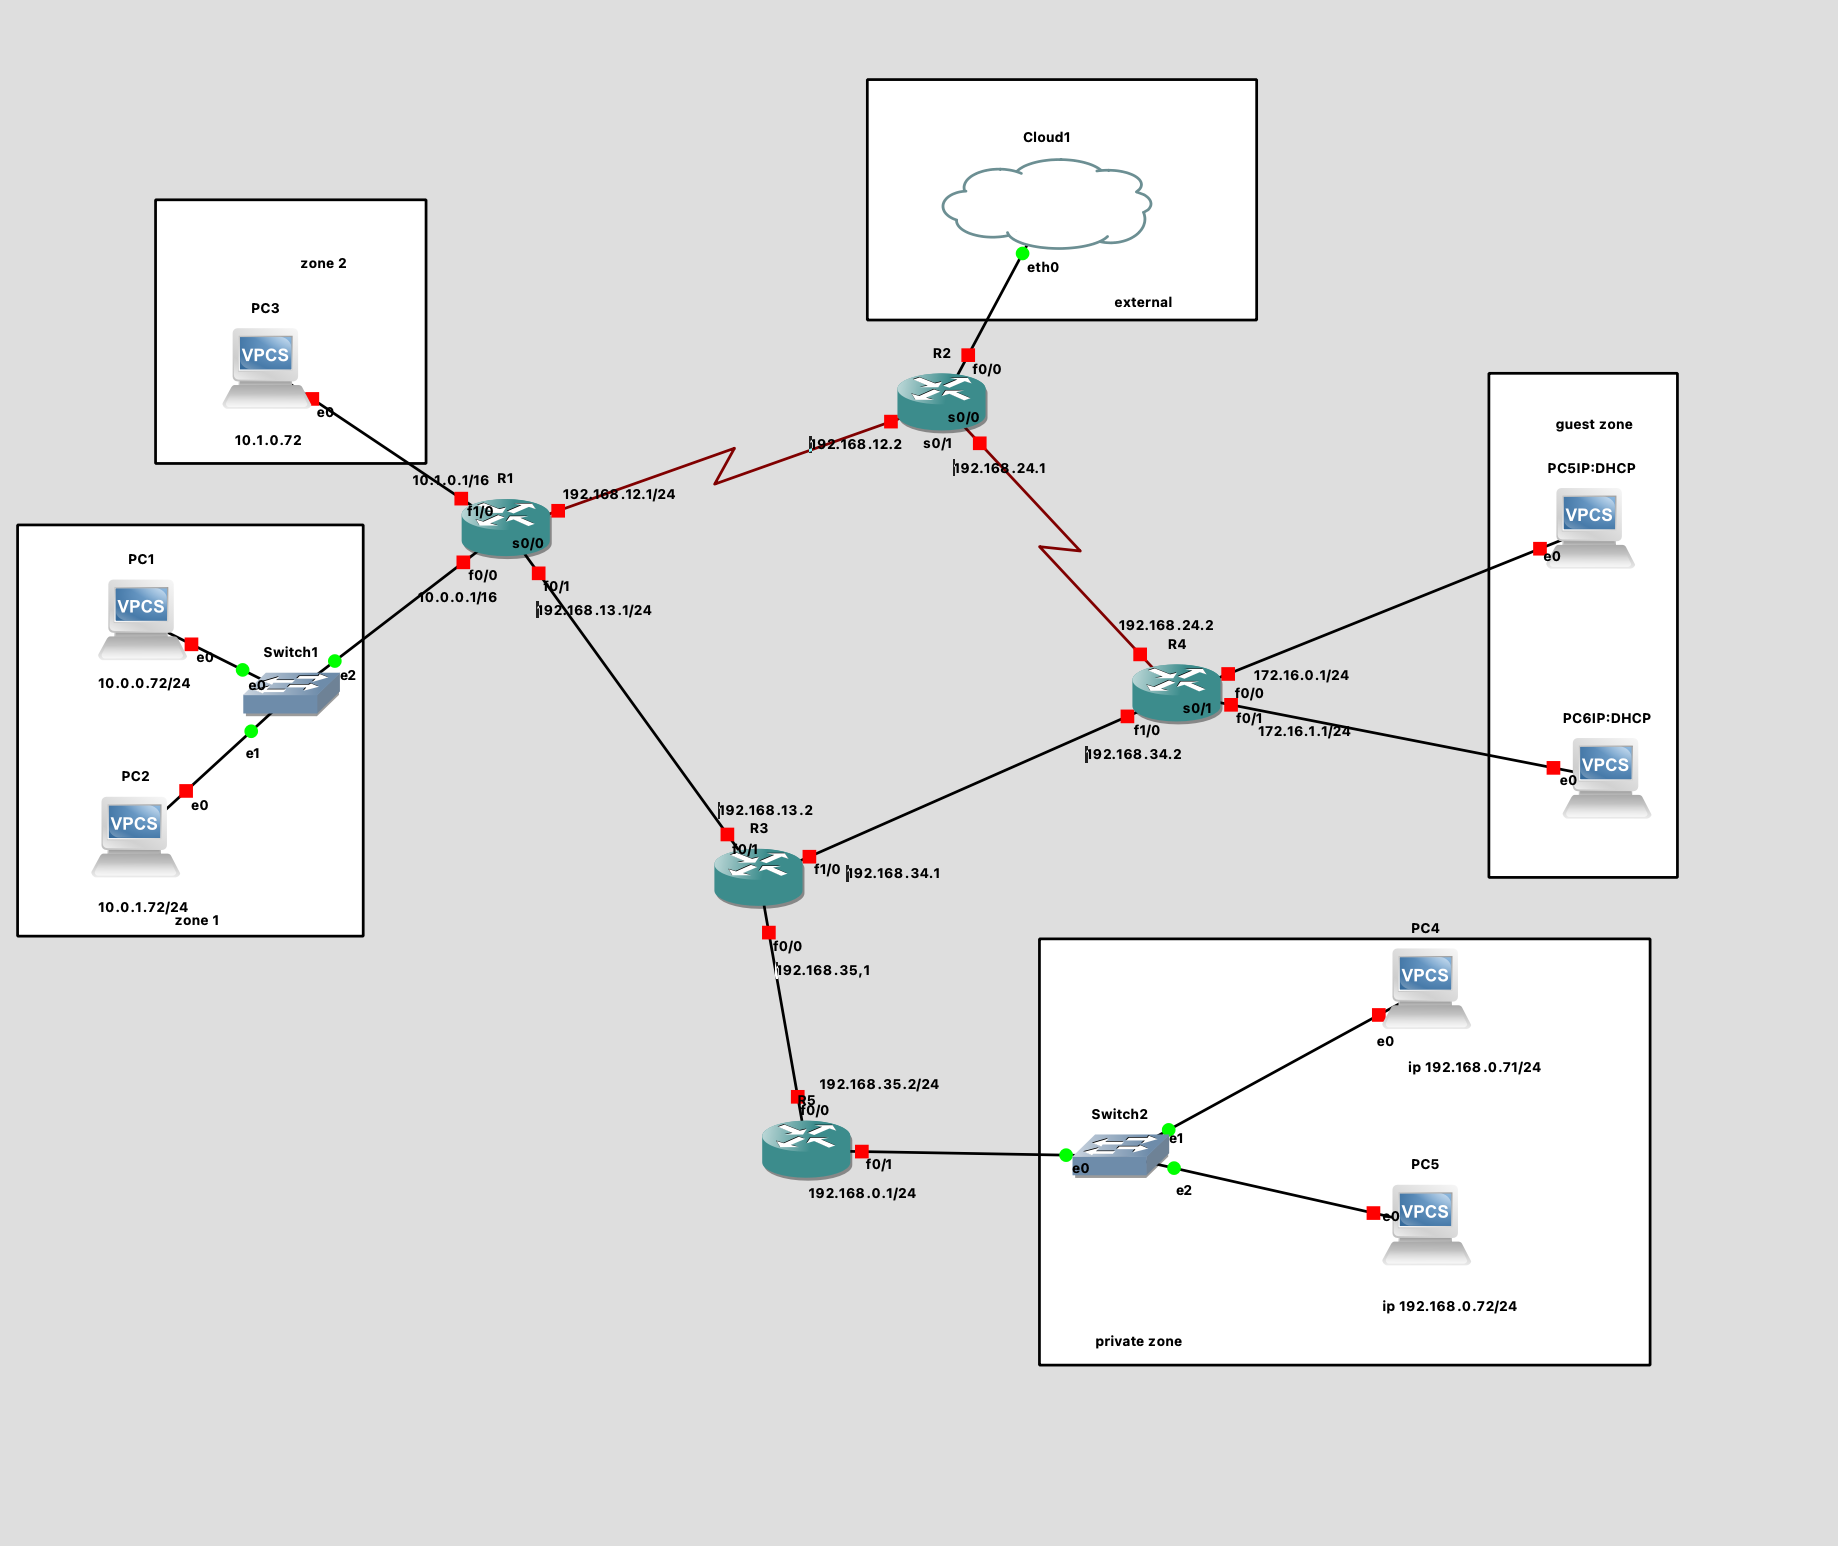 Cloud1
eth0
external
zone 2
PC3
VPCS
e0
10.1.0.72
R2
f0/0
s0/0
s0/1
192.168.12.2
192.168.24.1
guest zone
PC5IP:DHCP
VPCS
e0
10.1.0.1/16
R1
192.168.12.1/24
f1/0
s0/0
f0/0
f0/1
10.0.0.1/16
192.168.13.1/24
PC1
VPCS
e0
Switch1
e0
e2
10.0.0.72/24
e1
PC2
e0
VPCS
10.0.1.72/24
zone 1
192.168.24.2
R4
172.16.0.1/24
f0/0
s0/1
f0/1
f1/0
172.16.1.1/24
192.168.34.2
PC6IP:DHCP
VPCS
e0
192.168.13.2
R3
f0/1
f1/0
192.168.34.1
f0/0
192.168.35,1
192.168.35.2/24
R5
f0/0
f0/1
192.168.0.1/24
PC4
VPCS
e0
ip 192.168.0.71/24
Switch2
e1
e0
e2
PC5
VPCS
e0
ip 192.168.0.72/24
private zone